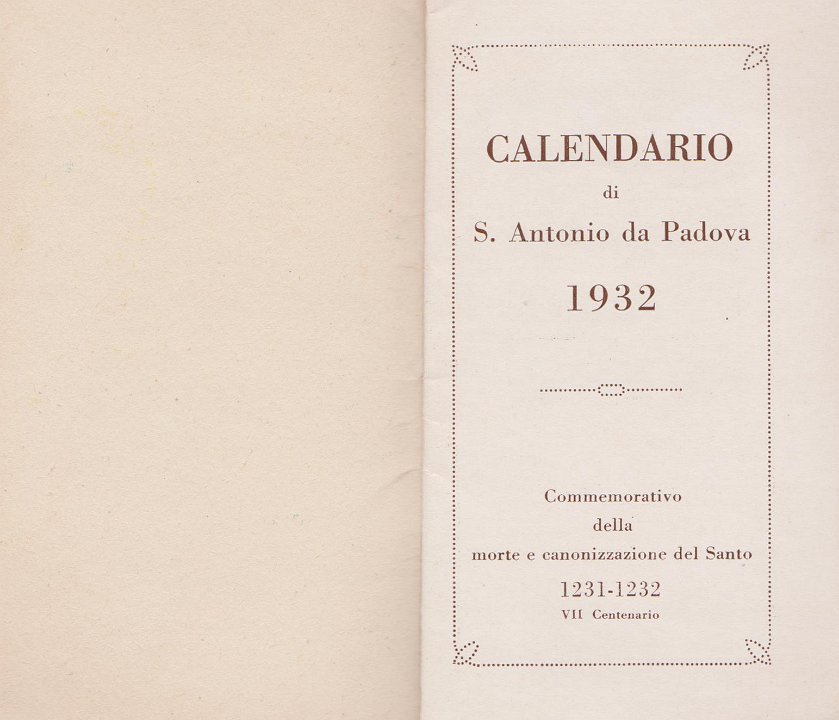 CALENDARIO
di
S. Antonio da Padova
1932
Commemorativo
della
morte e canonizzazione del Santo
1231-1232
VII Centenario